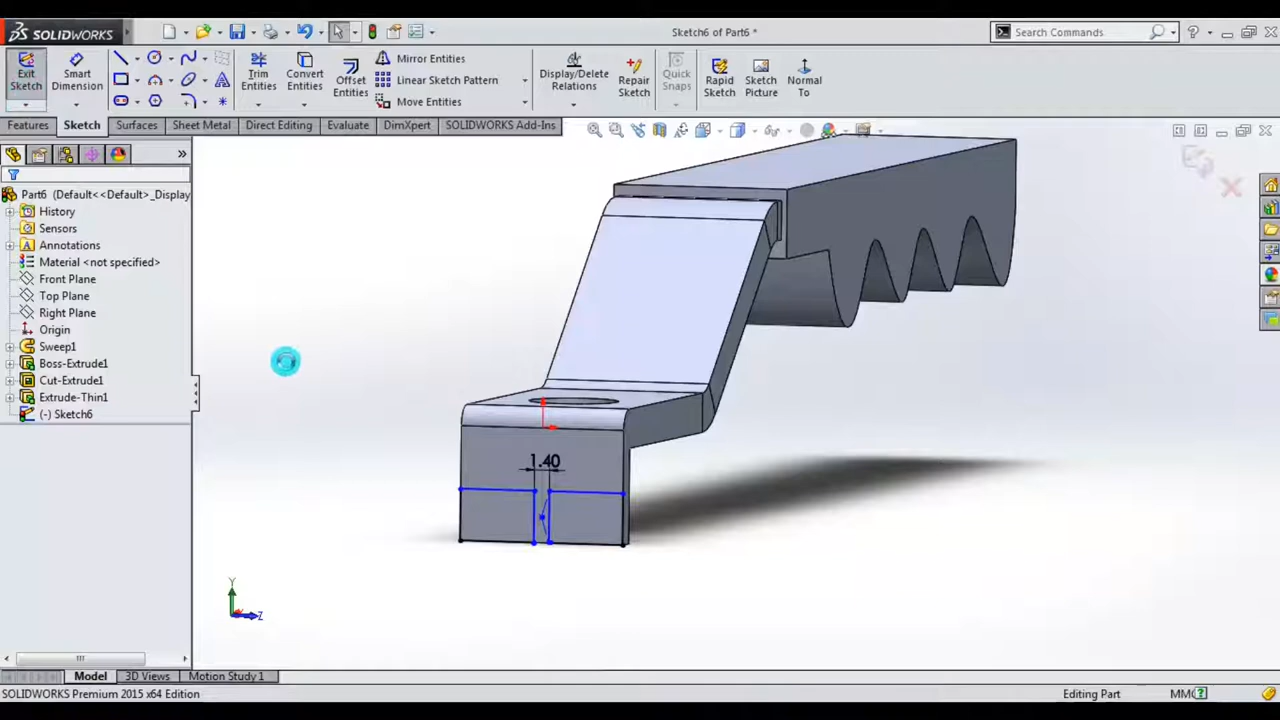 SOLIDWORKS
Sketch6 of Part6 *
Search Commands
Exit Sketch
Smart Dimension
Trim Entities
Convert Entities
Offset Entities
Mirror Entities
Linear Sketch Pattern
Move Entities
Display/Delete Relations
Repair Sketch
Quick Snaps
Rapid Sketch
Sketch Picture
Normal To
Features
Sketch
Surfaces
Sheet Metal
Direct Editing
Evaluate
DimXpert
SOLIDWORKS Add-Ins
Part6 (Default<<Default>_Display
History
Sensors
Annotations
Material <not specified>
Front Plane
Top Plane
Right Plane
Origin
Sweep1
Boss-Extrude1
Cut-Extrude1
Extrude-Thin1
(-) Sketch6
1.40
Y
Z
Model
3D Views
Motion Study 1
SOLIDWORKS Premium 2015 x64 Edition
Editing Part